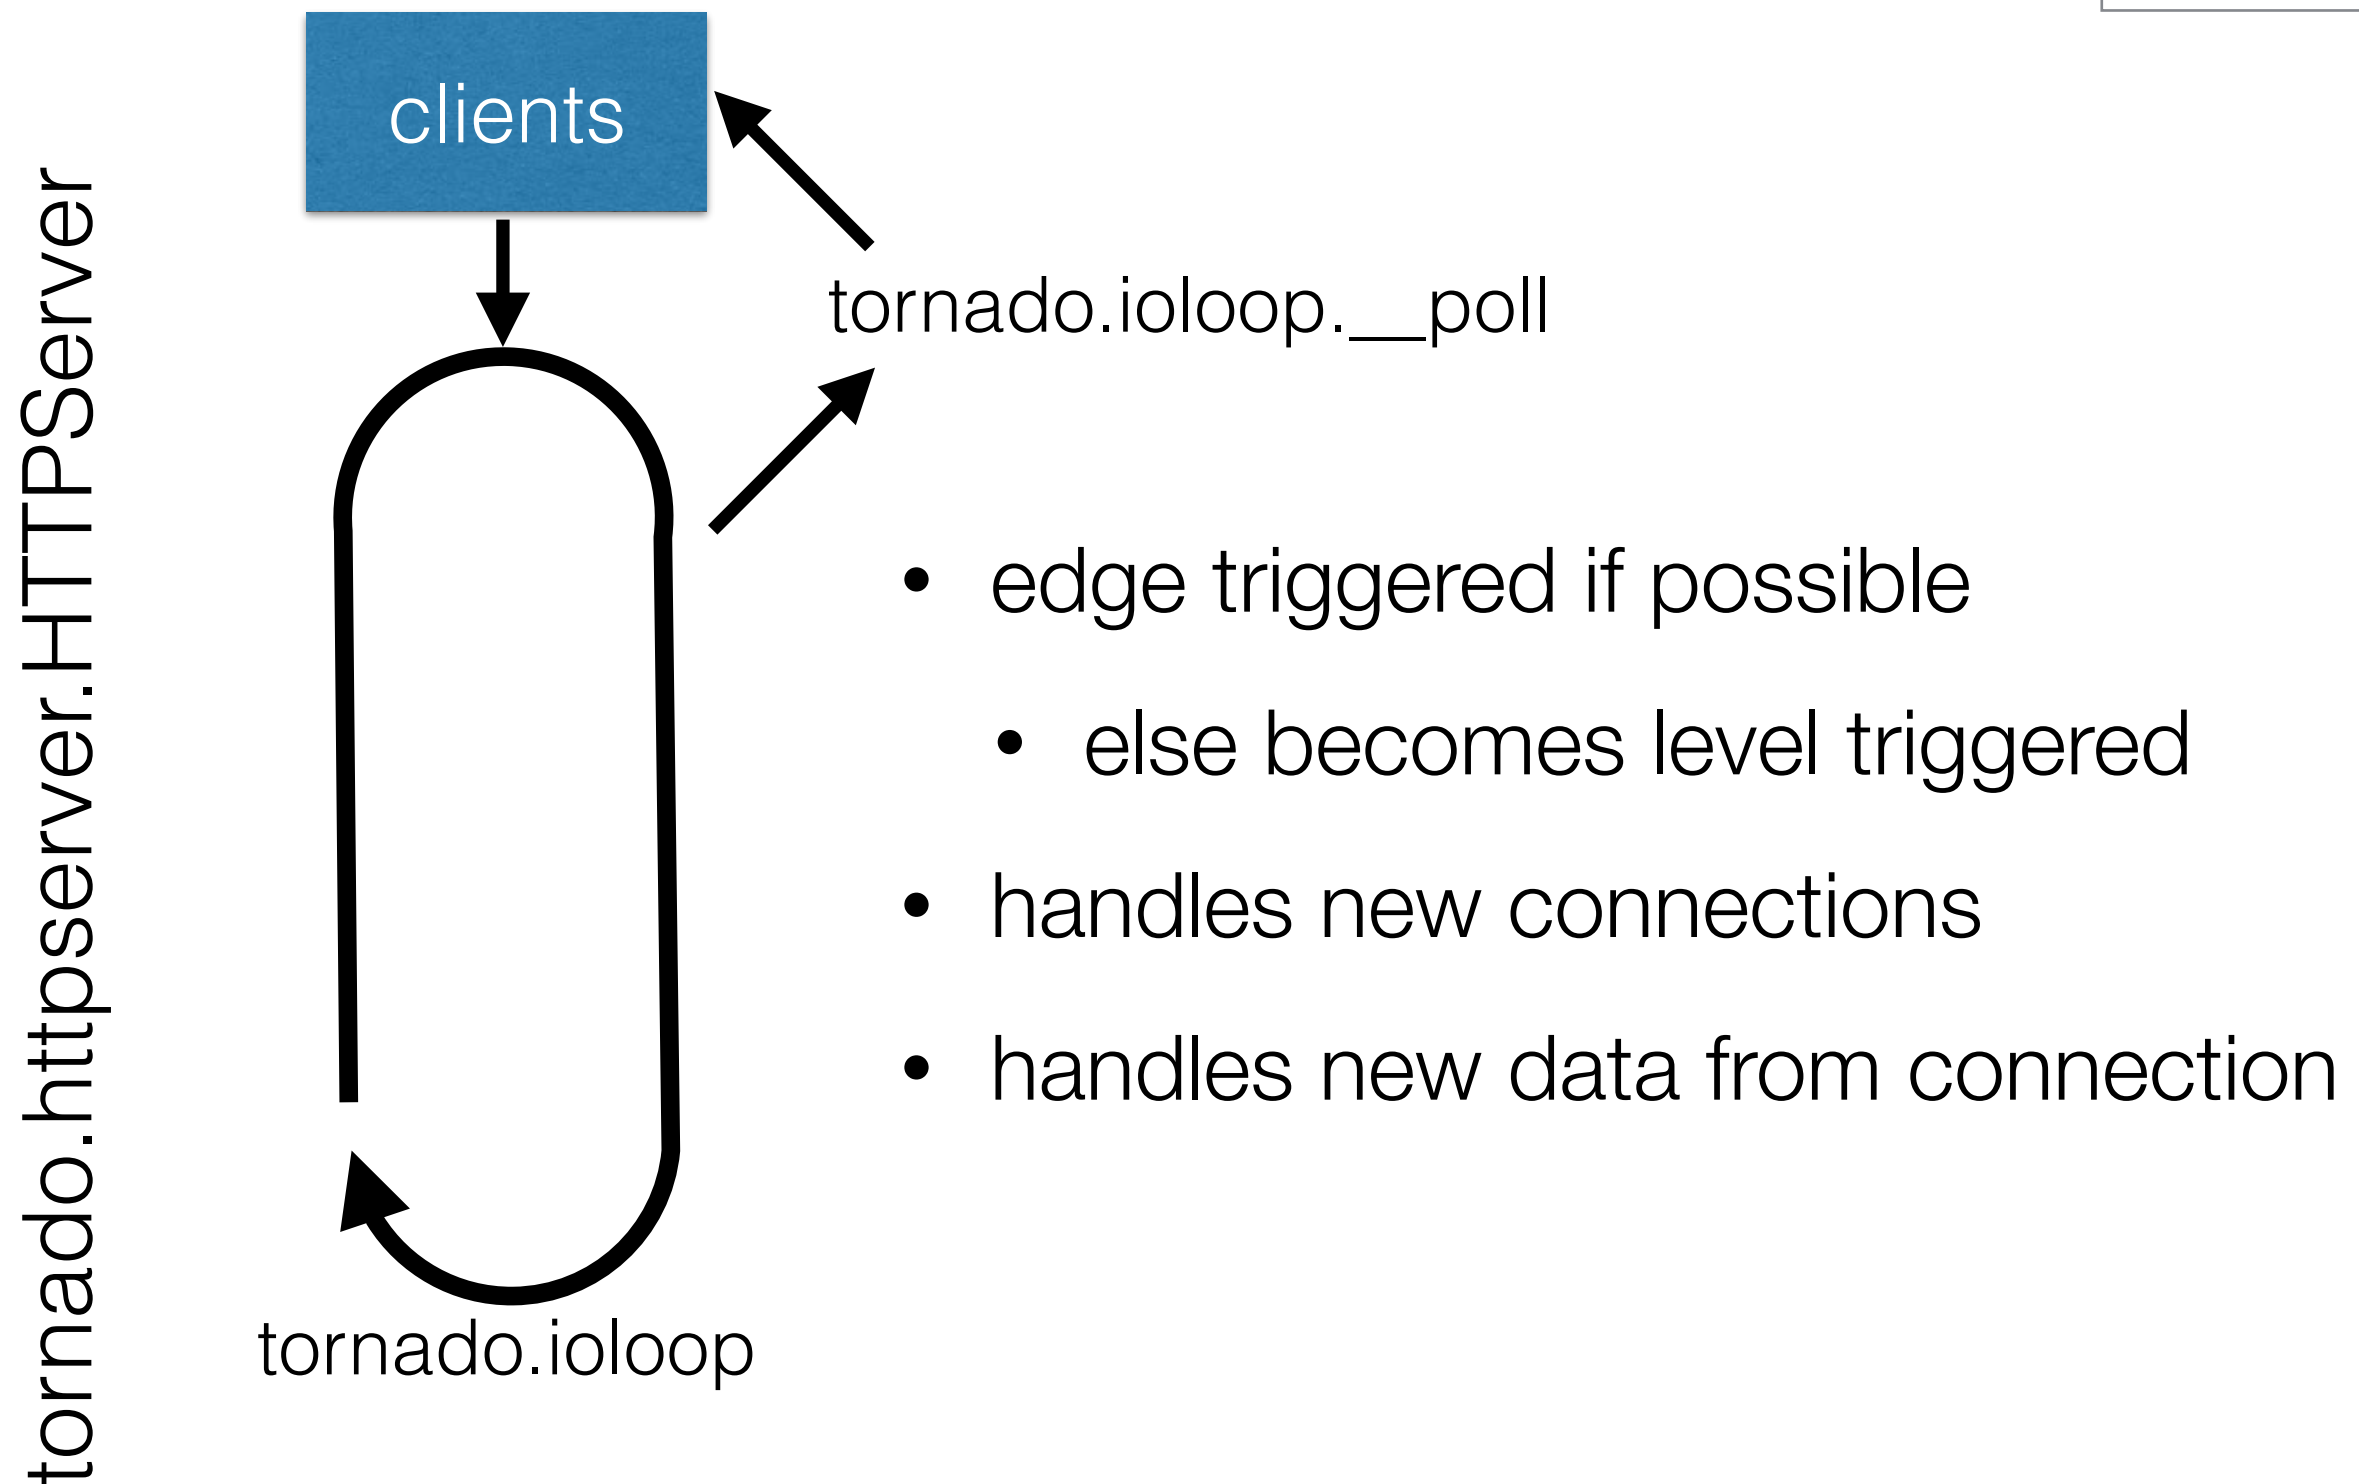 tornado.httpserver.HTTPServer
clients
tornado.ioloop.__poll
• edge triggered if possible
• else becomes level triggered
• handles new connections
• handles new data from connection
tornado.ioloop